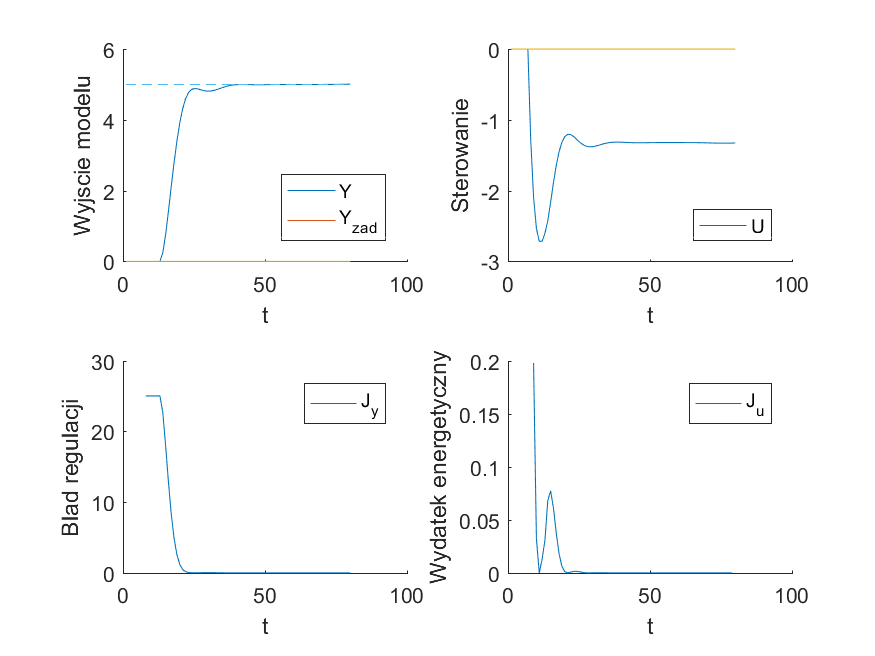 Wyjscie modelu
6
4
2
0
0
50
100
t
Y
Y_zad
Sterowanie
0
-1
-2
-3
0
50
100
t
U
Blad regulacji
30
20
10
0
0
50
100
t
J_y
Wydatek energetyczny
0.2
0.15
0.1
0.05
0
0
50
100
t
J_u